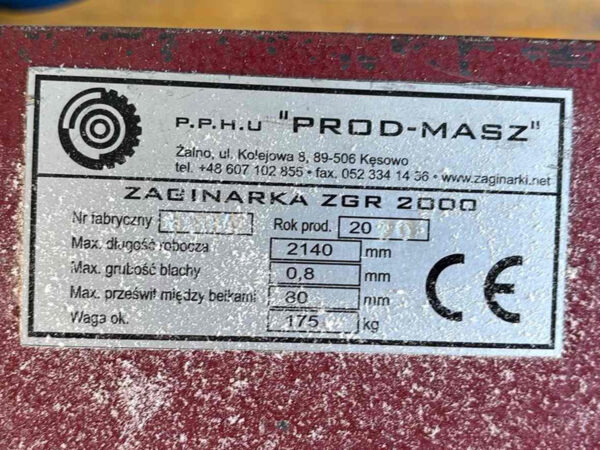 P.P.H.U "PROD-MASZ"
Żalno, ul. Kolejowa 8, 89-506 Kęsowo
tel. +48 607 102 855 • fax. 052 334 14 36 • www.zaginarki.net
ZAGINARKA ZGR 2000
Nr fabryczny Rok prod. 20
Max. długość robocza 2140 mm
Max. grubość blachy 0,8 mm
Max. prześwit między belkami 80 mm
Waga ok. 175 kg
CE